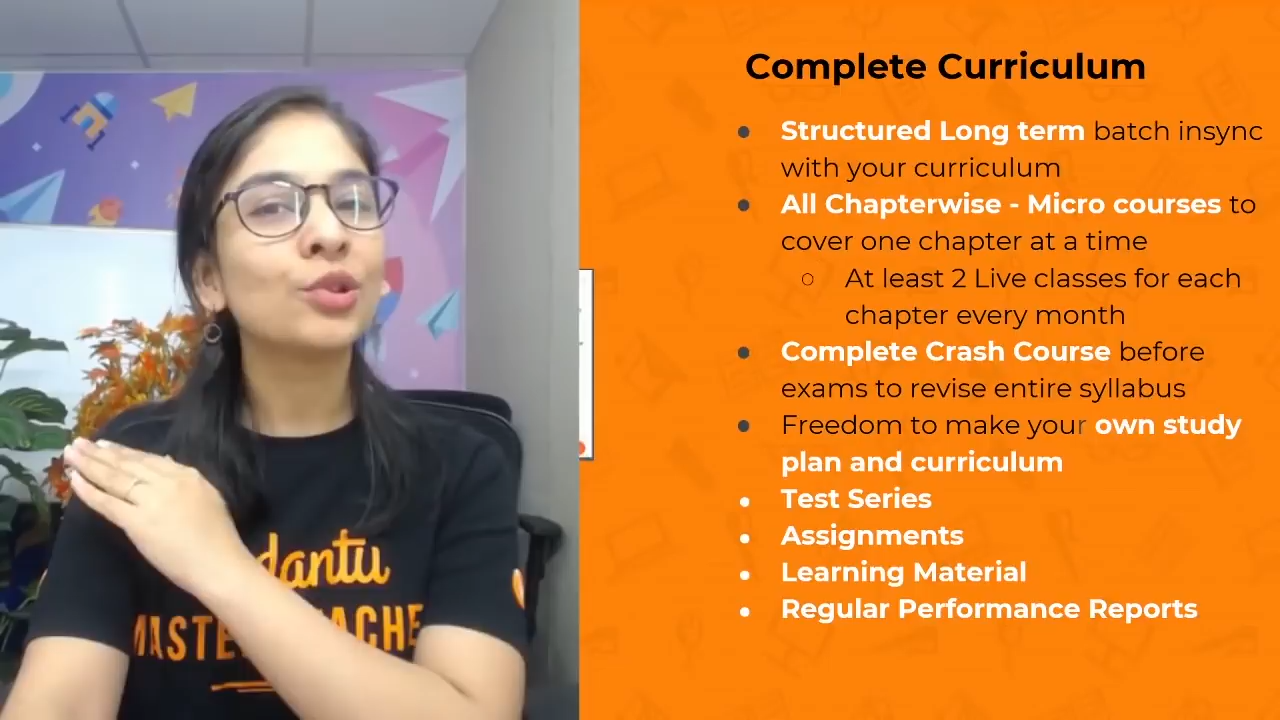 Complete Curriculum
• Structured Long term batch insync
with your curriculum
• All Chapterwise - Micro courses to
cover one chapter at a time
○ At least 2 Live classes for each
chapter every month
• Complete Crash Course before
exams to revise entire syllabus
• Freedom to make your own study
plan and curriculum
• Test Series
• Assignments
• Learning Material
• Regular Performance Reports